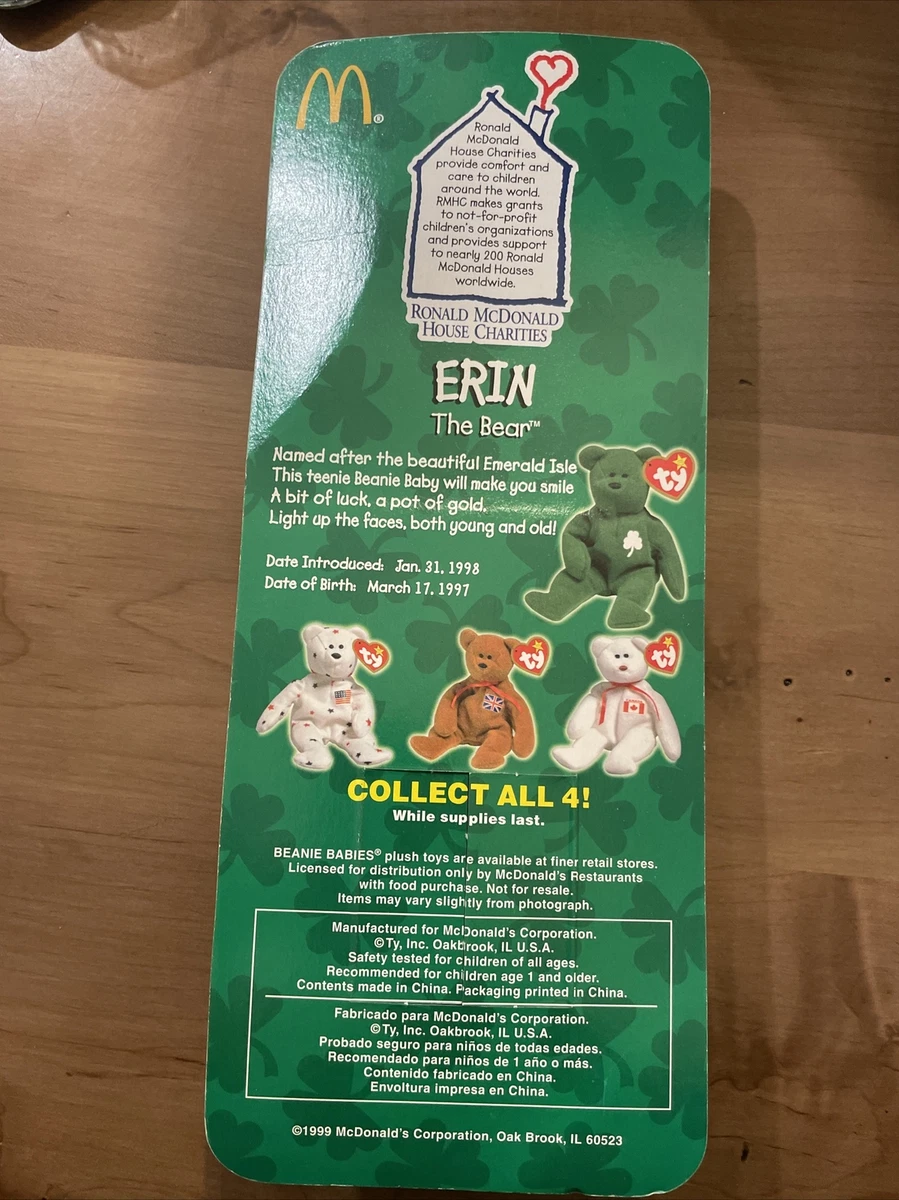 M®
Ronald
McDonald
House Charities
provide comfort and
care to children
around the world.
RMHC makes grants
to not-for-profit
children's organizations
and provides support
to nearly 200 Ronald
McDonald Houses
worldwide.
RONALD MCDONALD
HOUSE CHARITIES
ERIN
The Bear™
Named after the beautiful Emerald Isle
This teenie Beanie Baby will make you smile
A bit of luck, a pot of gold,
Light up the faces, both young and old!
ty
Date Introduced: Jan. 31, 1998
Date of Birth: March 17, 1997
ty
ty
ty
COLLECT ALL 4!
While supplies last.
BEANIE BABIES® plush toys are available at finer retail stores.
Licensed for distribution only by McDonald's Restaurants
with food purchase. Not for resale.
Items may vary slightly from photograph.
Manufactured for McDonald's Corporation.
©Ty, Inc. Oakbrook, IL U.S.A.
Safety tested for children of all ages.
Recommended for children age 1 and older.
Contents made in China. Packaging printed in China.
Fabricado para McDonald's Corporation.
©Ty, Inc. Oakbrook, IL U.S.A.
Probado seguro para niños de todas edades.
Recomendado para niños de 1 año o más.
Contenido fabricado en China.
Envoltura impresa en China.
©1999 McDonald's Corporation, Oak Brook, IL 60523